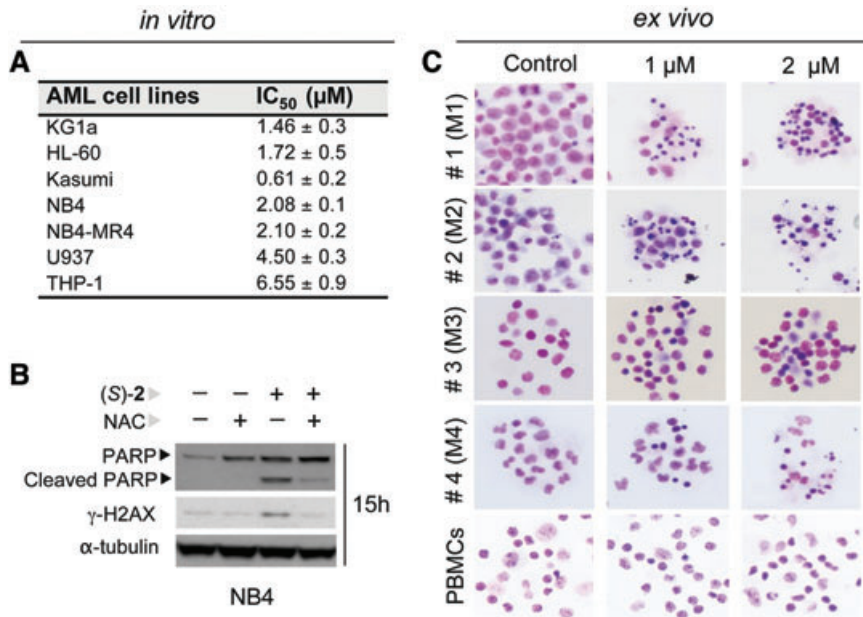 in vitro
A
AML cell lines IC50 (µM)
KG1a 1.46 ± 0.3
HL-60 1.72 ± 0.5
Kasumi 0.61 ± 0.2
NB4 2.08 ± 0.1
NB4-MR4 2.10 ± 0.2
U937 4.50 ± 0.3
THP-1 6.55 ± 0.9
B
(S)-2 – – + +
NAC – + – +
PARP
Cleaved PARP
γ-H2AX
α-tubulin
15h
NB4
ex vivo
C
Control 1 µM 2 µM
# 1 (M1)
# 2 (M2)
# 3 (M3)
# 4 (M4)
PBMCs